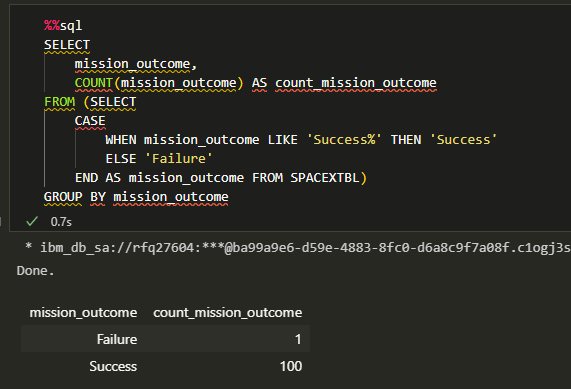 %%sql
SELECT
mission_outcome,
COUNT(mission_outcome) AS count_mission_outcome
FROM (SELECT
CASE
WHEN mission_outcome LIKE 'Success%' THEN 'Success'
ELSE 'Failure'
END AS mission_outcome FROM SPACEXTBL)
GROUP BY mission_outcome
0.7s
* ibm_db_sa://rfq27604:***@ba99a9e6-d59e-4883-8fc0-d6a8c9f7a08f.c1ogj3s
Done.
mission_outcome count_mission_outcome
Failure 1
Success 100